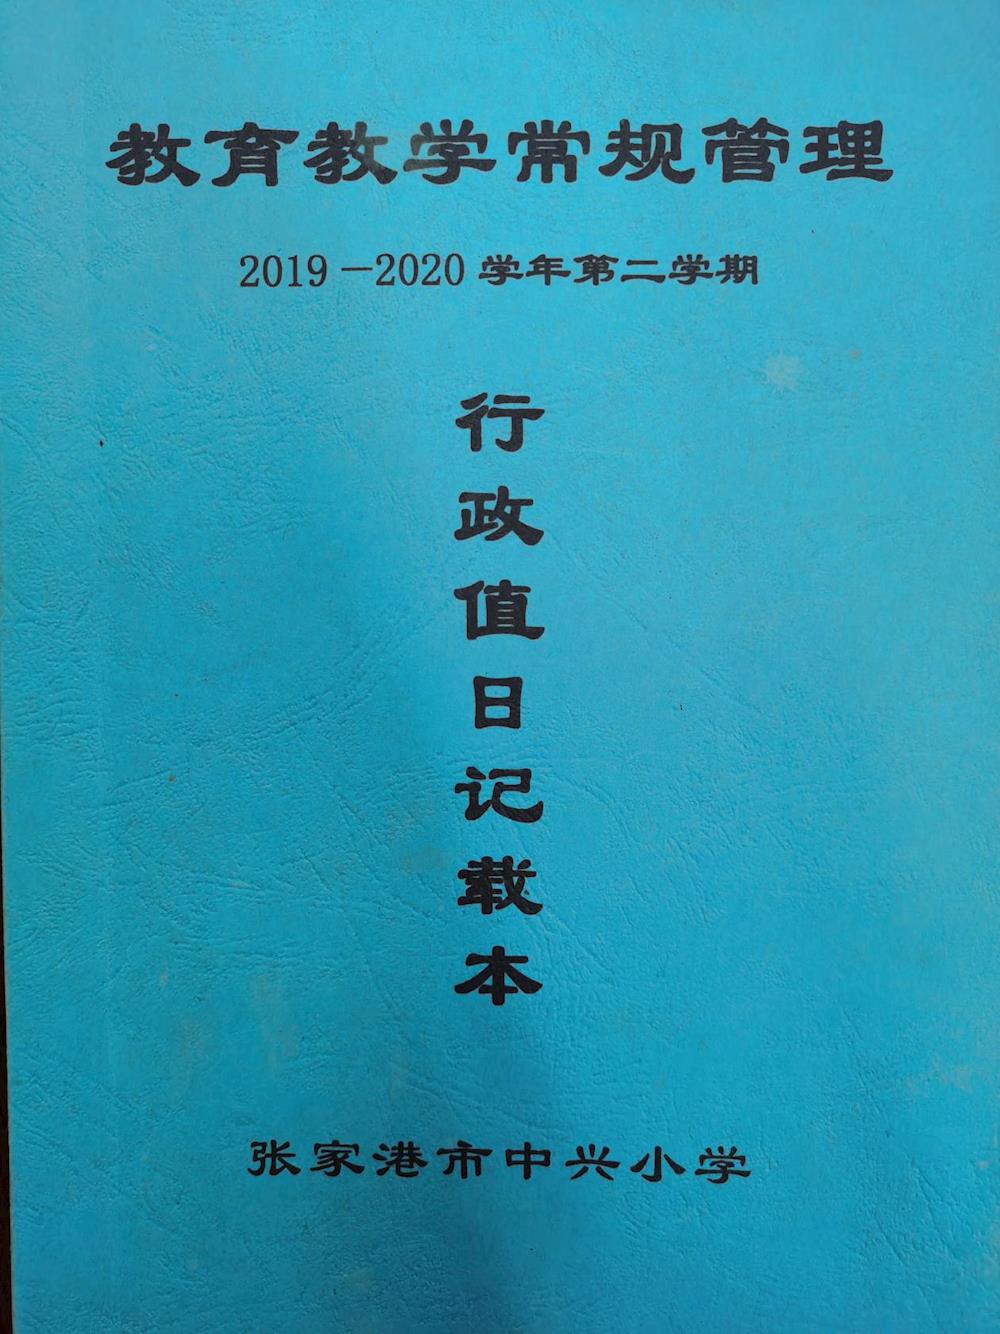 教育教学常规管理
2019－2020 学年第二学期
行政值日记载本
张家港市中兴小学